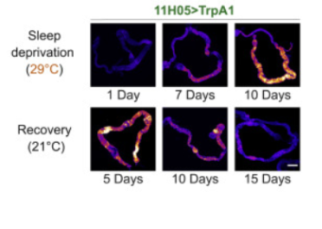 11H05>TrpA1
Sleep
deprivation
(29°C)
1 Day
7 Days
10 Days
Recovery
(21°C)
5 Days
10 Days
15 Days